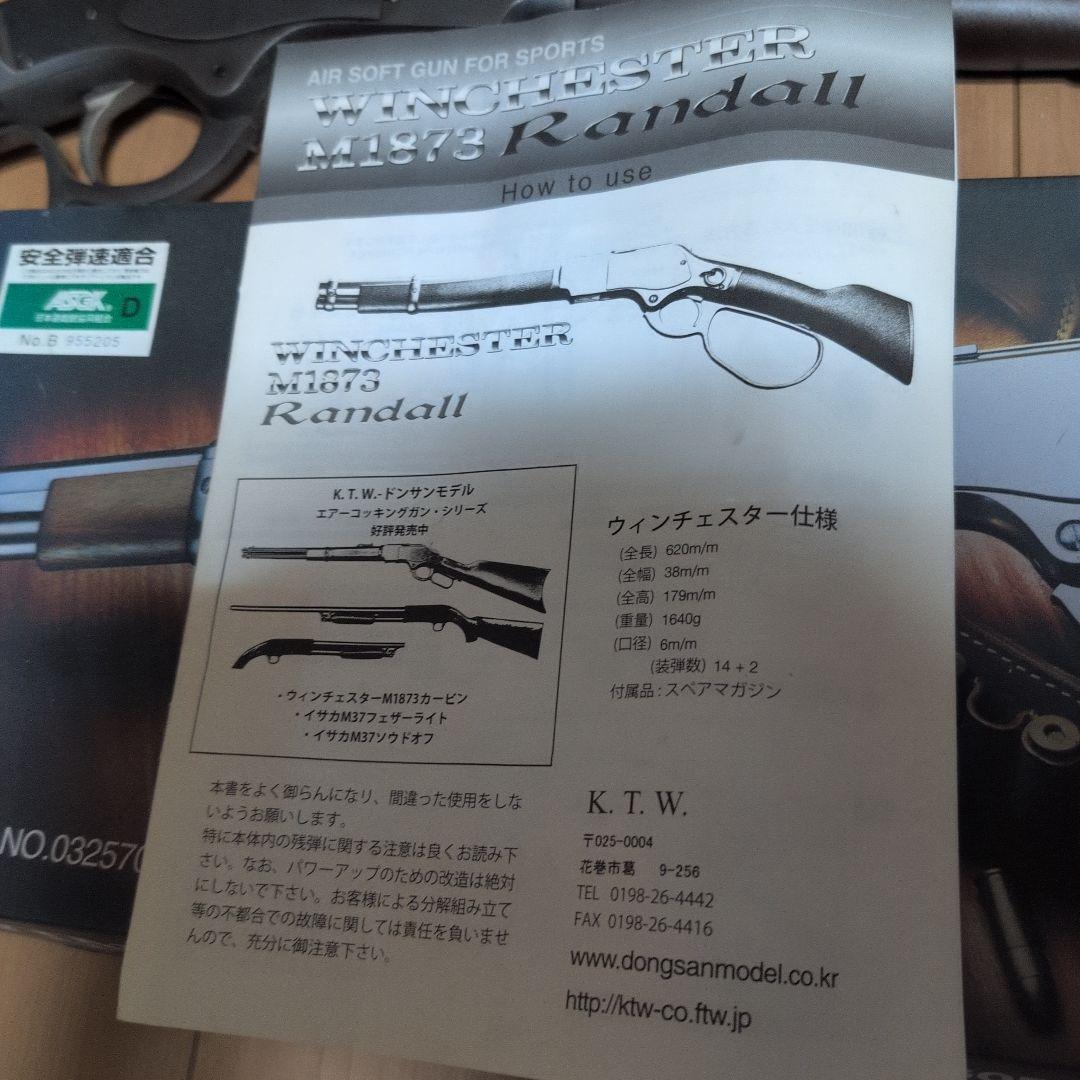 AIR SOFT GUN FOR SPORTS
WINCHESTER
M1873 Randall
How to use
安全弾速適合
ASGK
D
日本遊戯銃協同組合
No.B 955205
WINCHESTER
M1873
Randall
K.T.W.-ドンサンモデル
エアーコッキングガン・シリーズ
好評発売中
・ウィンチェスターM1873カービン
・イサカM37フェザーライト
・イサカM37ソウドオフ
ウィンチェスター仕様
(全長) 620m/m
(全幅) 38m/m
(全高) 179m/m
(重量) 1640g
(口径) 6m/m
(装弾数) 14 + 2
付属品 : スペアマガジン
本書をよく御らんになり、間違った使用をしな
いようお願いします。
特に本体内の残弾に関する注意は良くお読み下
さい。なお、パワーアップのための改造は絶対
にしないで下さい。お客様による分解組み立て
等の不都合での故障に関しては責任を負いませ
んので、充分に御注意下さい。
K. T. W.
〒025-0004
花巻市葛 9-256
TEL 0198-26-4442
FAX 0198-26-4416
www.dongsanmodel.co.kr
http://ktw-co.ftw.jp
NO.032570